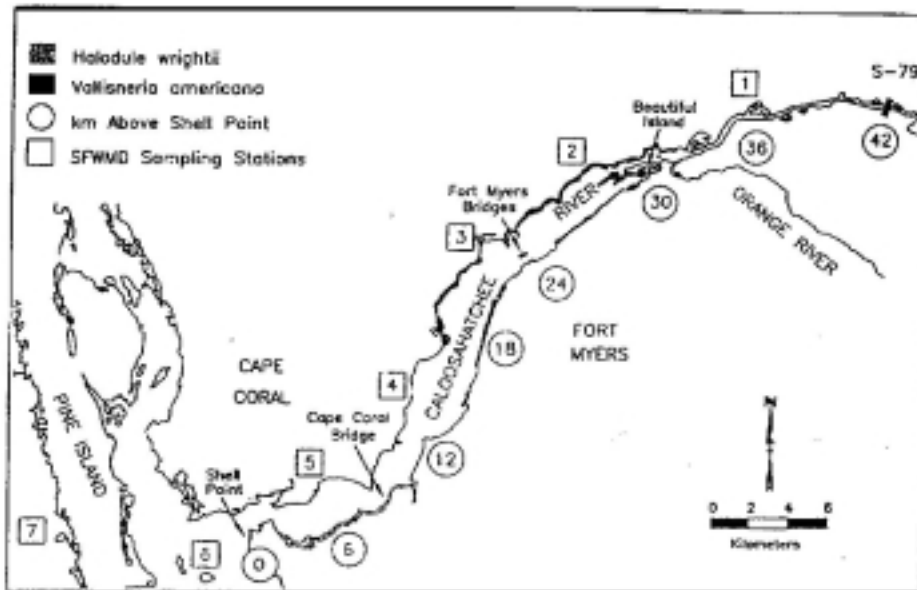 Halodule wrightii
Vallisneria americana
km Above Shell Point
SFWMD Sampling Stations
S-79
1
Beautiful
Island
42
36
2
RIVER
30
Fort Myers
Bridges
ORANGE RIVER
3
24
CALOOSAHATCHEE
18
FORT
MYERS
CAPE
CORAL
4
PINE ISLAND
Cape Coral
Bridge
N
12
5
Shell
Point
0 2 4 6
Kilometers
7
6
0